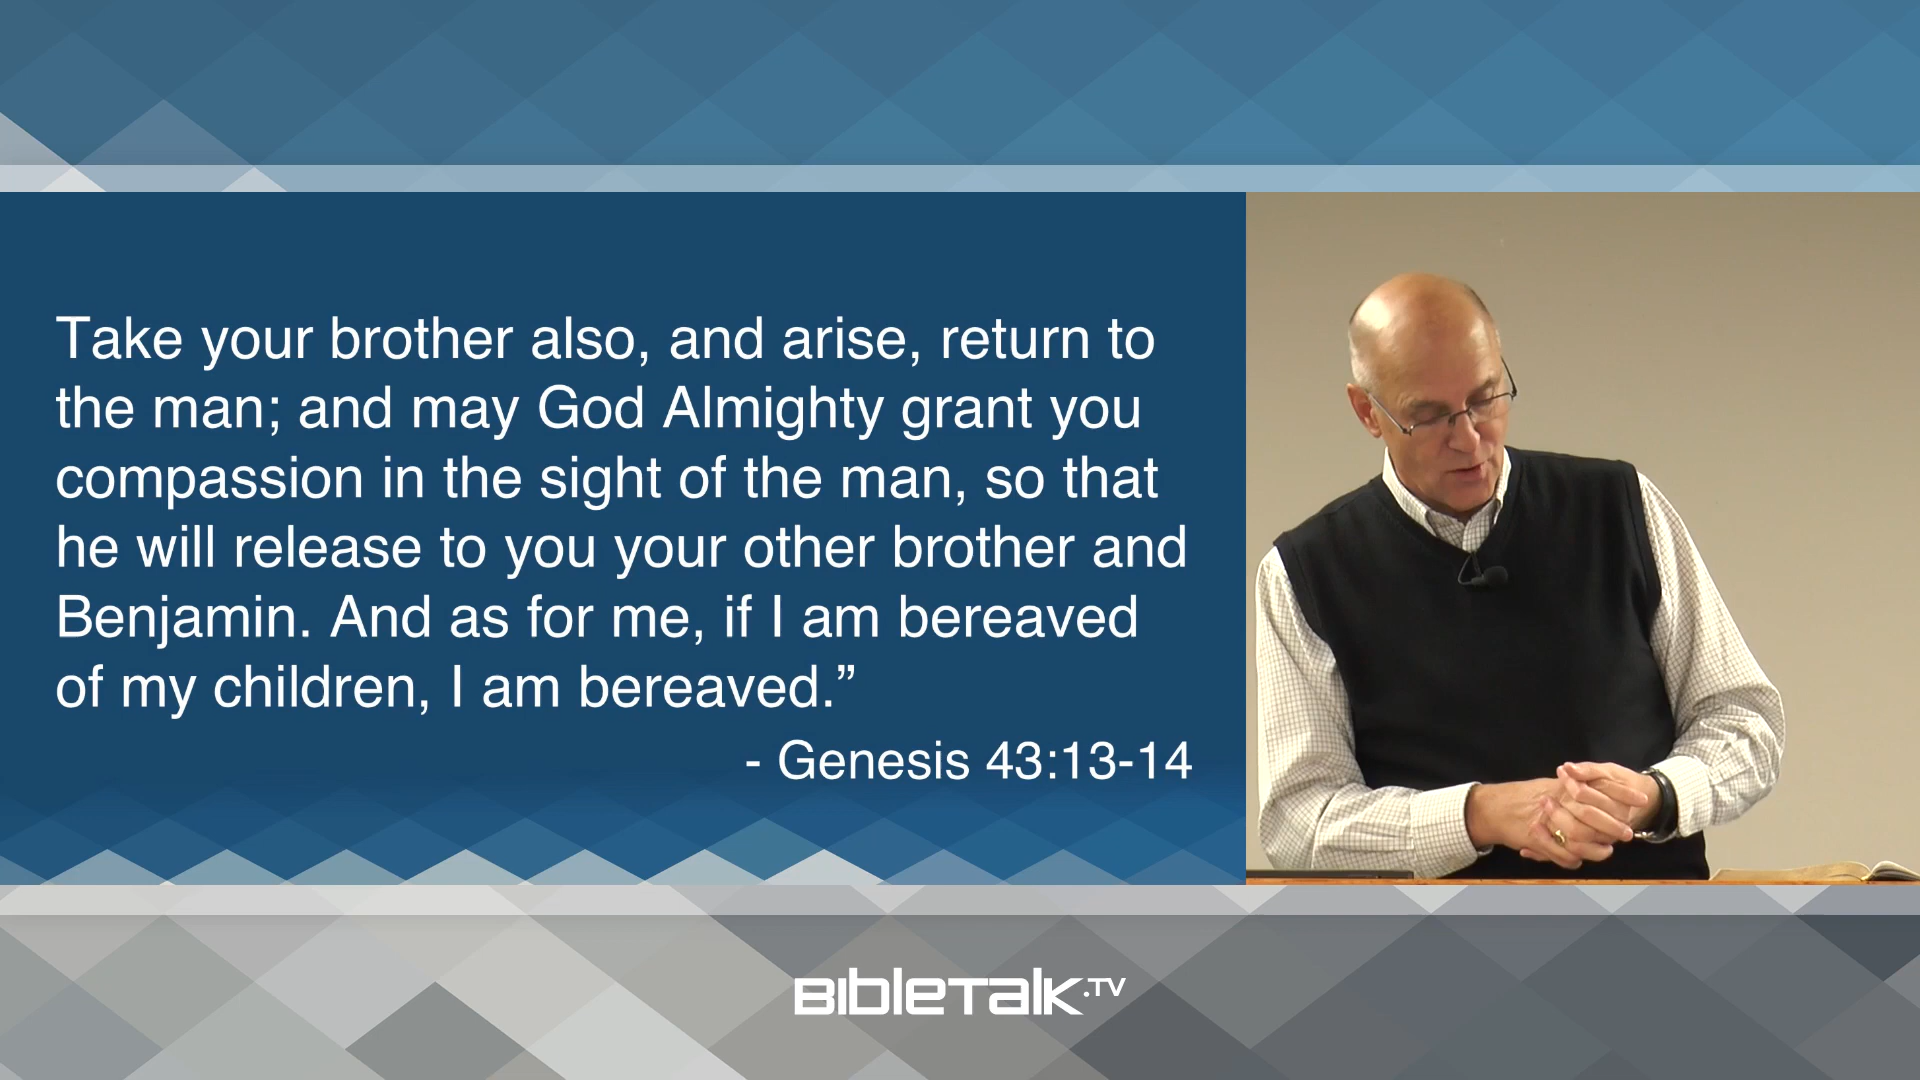 Take your brother also, and arise, return to
the man; and may God Almighty grant you
compassion in the sight of the man, so that
he will release to you your other brother and
Benjamin. And as for me, if I am bereaved
of my children, I am bereaved.”
- Genesis 43:13-14
BIBLETALK.TV